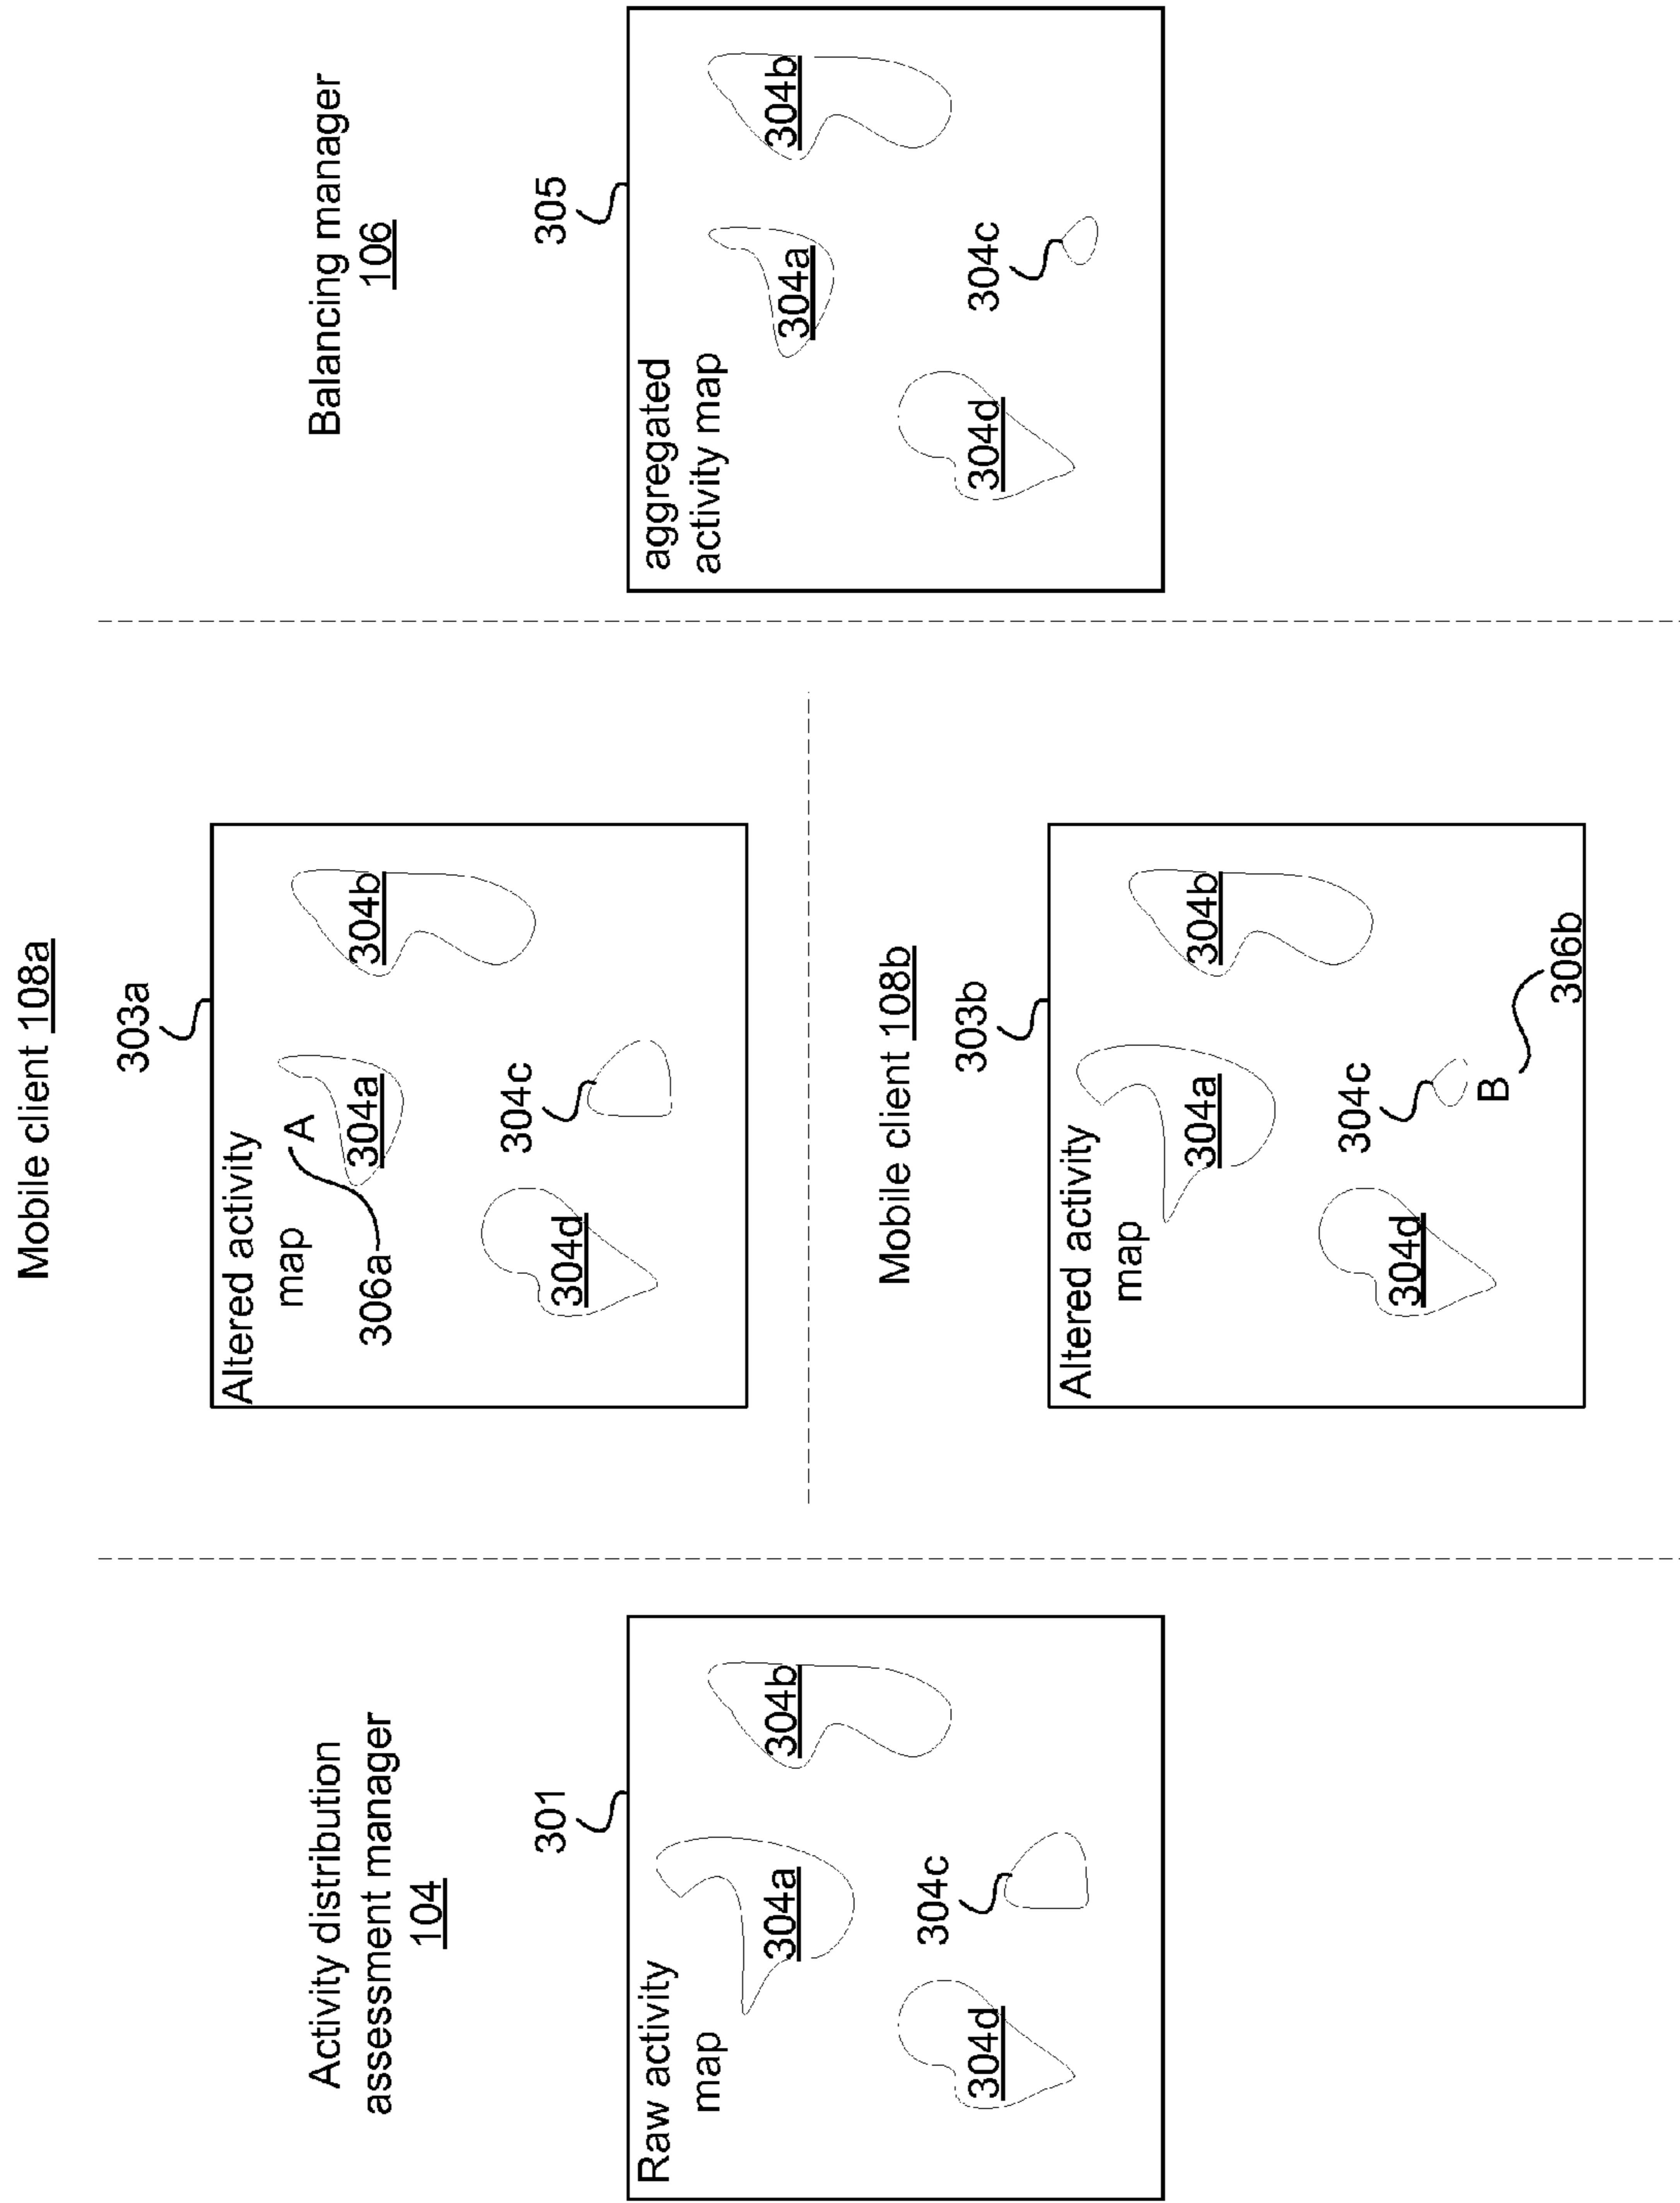 Activity distribution
assessment manager
104
301
Raw activity
map
304a
304b
304c
304d
Mobile client 108a
303a
Altered activity
map
A
306a
304a
304b
304c
304d
Mobile client 108b
303b
Altered activity
map
304a
304b
304c
304d
B
306b
Balancing manager
106
305
aggregated
activity map
304a
304b
304c
304d